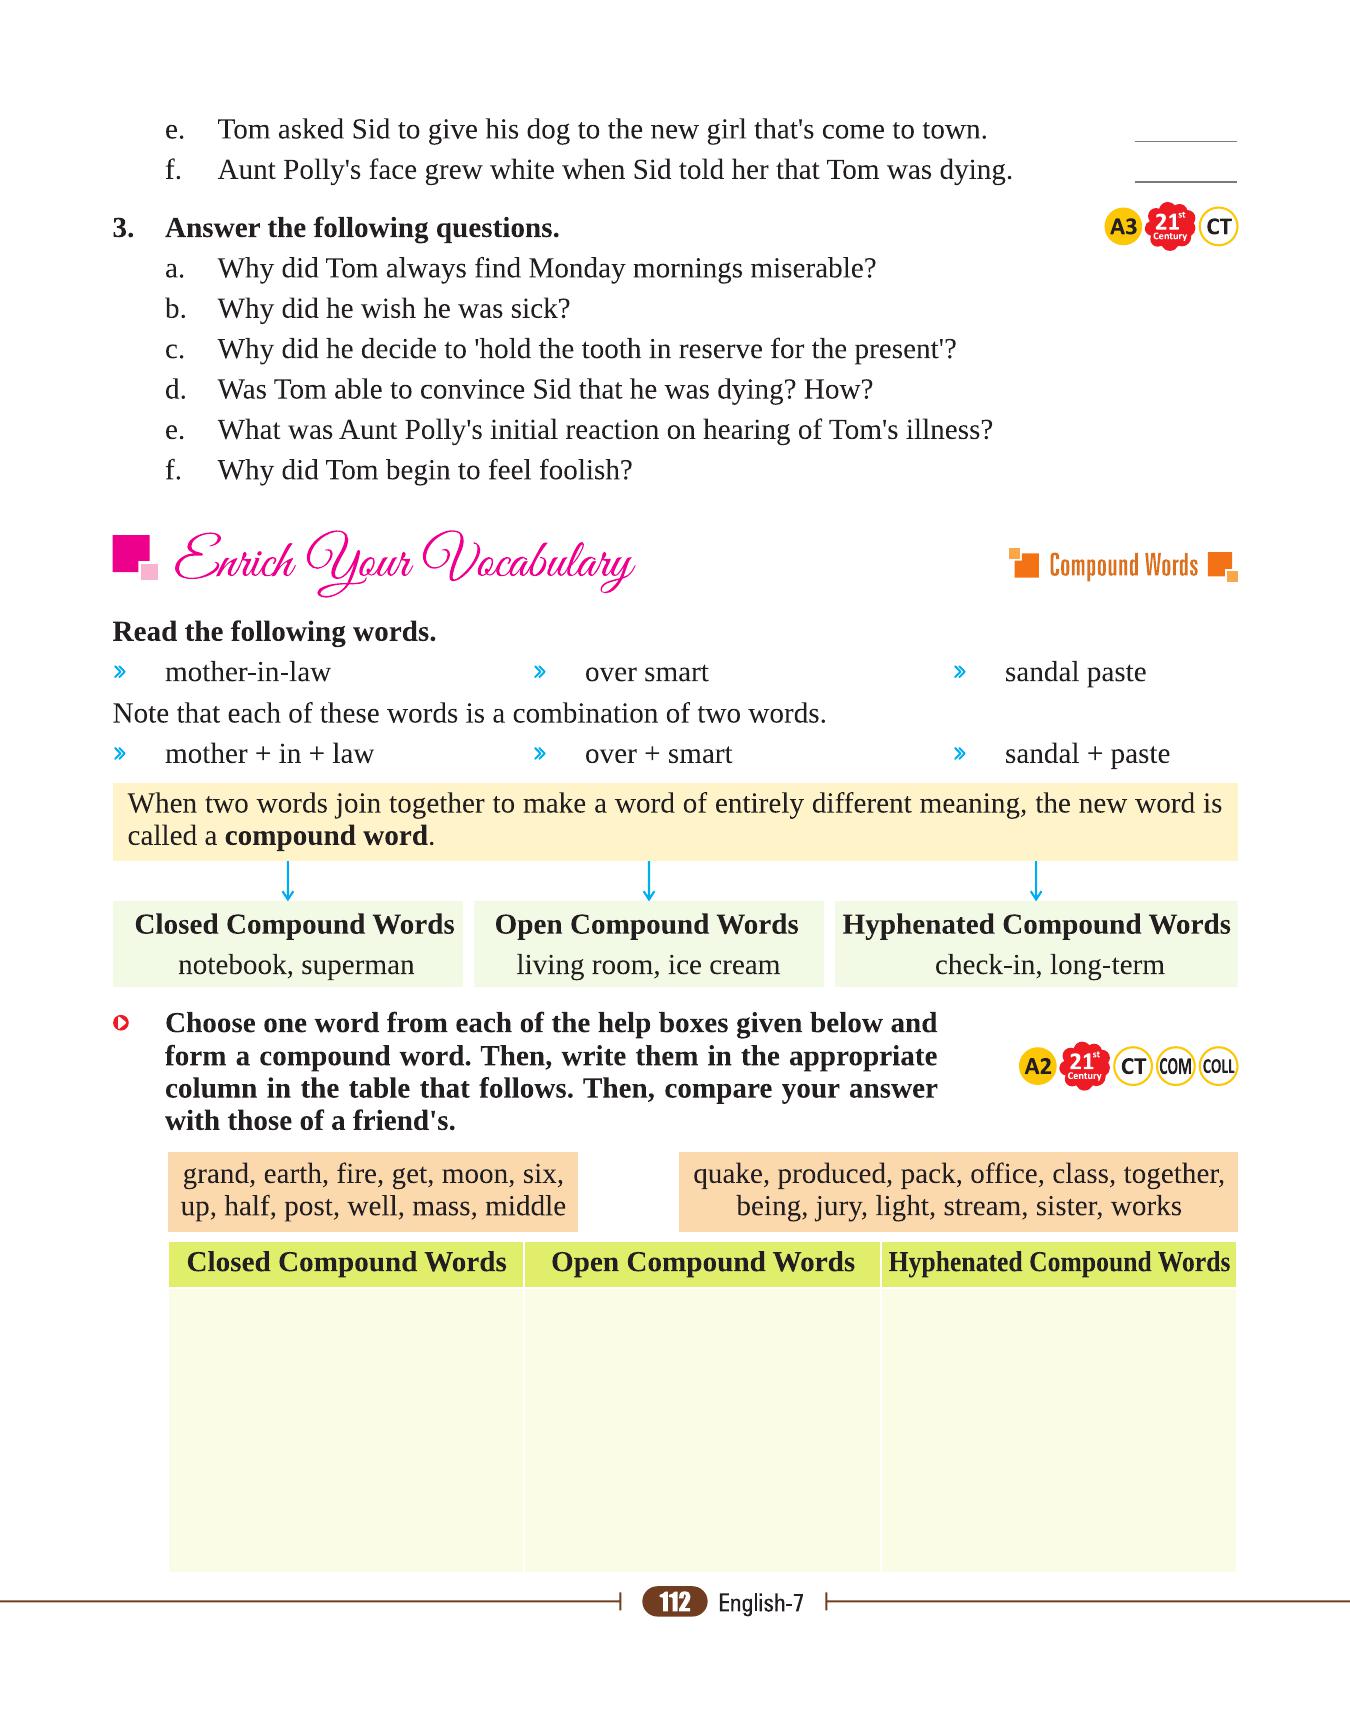 e. Tom asked Sid to give his dog to the new girl that's come to town. ________
f. Aunt Polly's face grew white when Sid told her that Tom was dying. ________
3. Answer the following questions. A3 21st Century CT
a. Why did Tom always find Monday mornings miserable?
b. Why did he wish he was sick?
c. Why did he decide to 'hold the tooth in reserve for the present'?
d. Was Tom able to convince Sid that he was dying? How?
e. What was Aunt Polly's initial reaction on hearing of Tom's illness?
f. Why did Tom begin to feel foolish?
Enrich Your Vocabulary Compound Words
Read the following words.
» mother-in-law » over smart » sandal paste
Note that each of these words is a combination of two words.
» mother + in + law » over + smart » sandal + paste
When two words join together to make a word of entirely different meaning, the new word is
called a compound word.
Closed Compound Words Open Compound Words Hyphenated Compound Words
notebook, superman living room, ice cream check-in, long-term
Choose one word from each of the help boxes given below and
form a compound word. Then, write them in the appropriate
column in the table that follows. Then, compare your answer
with those of a friend's.
A2 21st Century CT COM COLL
grand, earth, fire, get, moon, six,
up, half, post, well, mass, middle
quake, produced, pack, office, class, together,
being, jury, light, stream, sister, works
Closed Compound Words Open Compound Words Hyphenated Compound Words
112 English-7